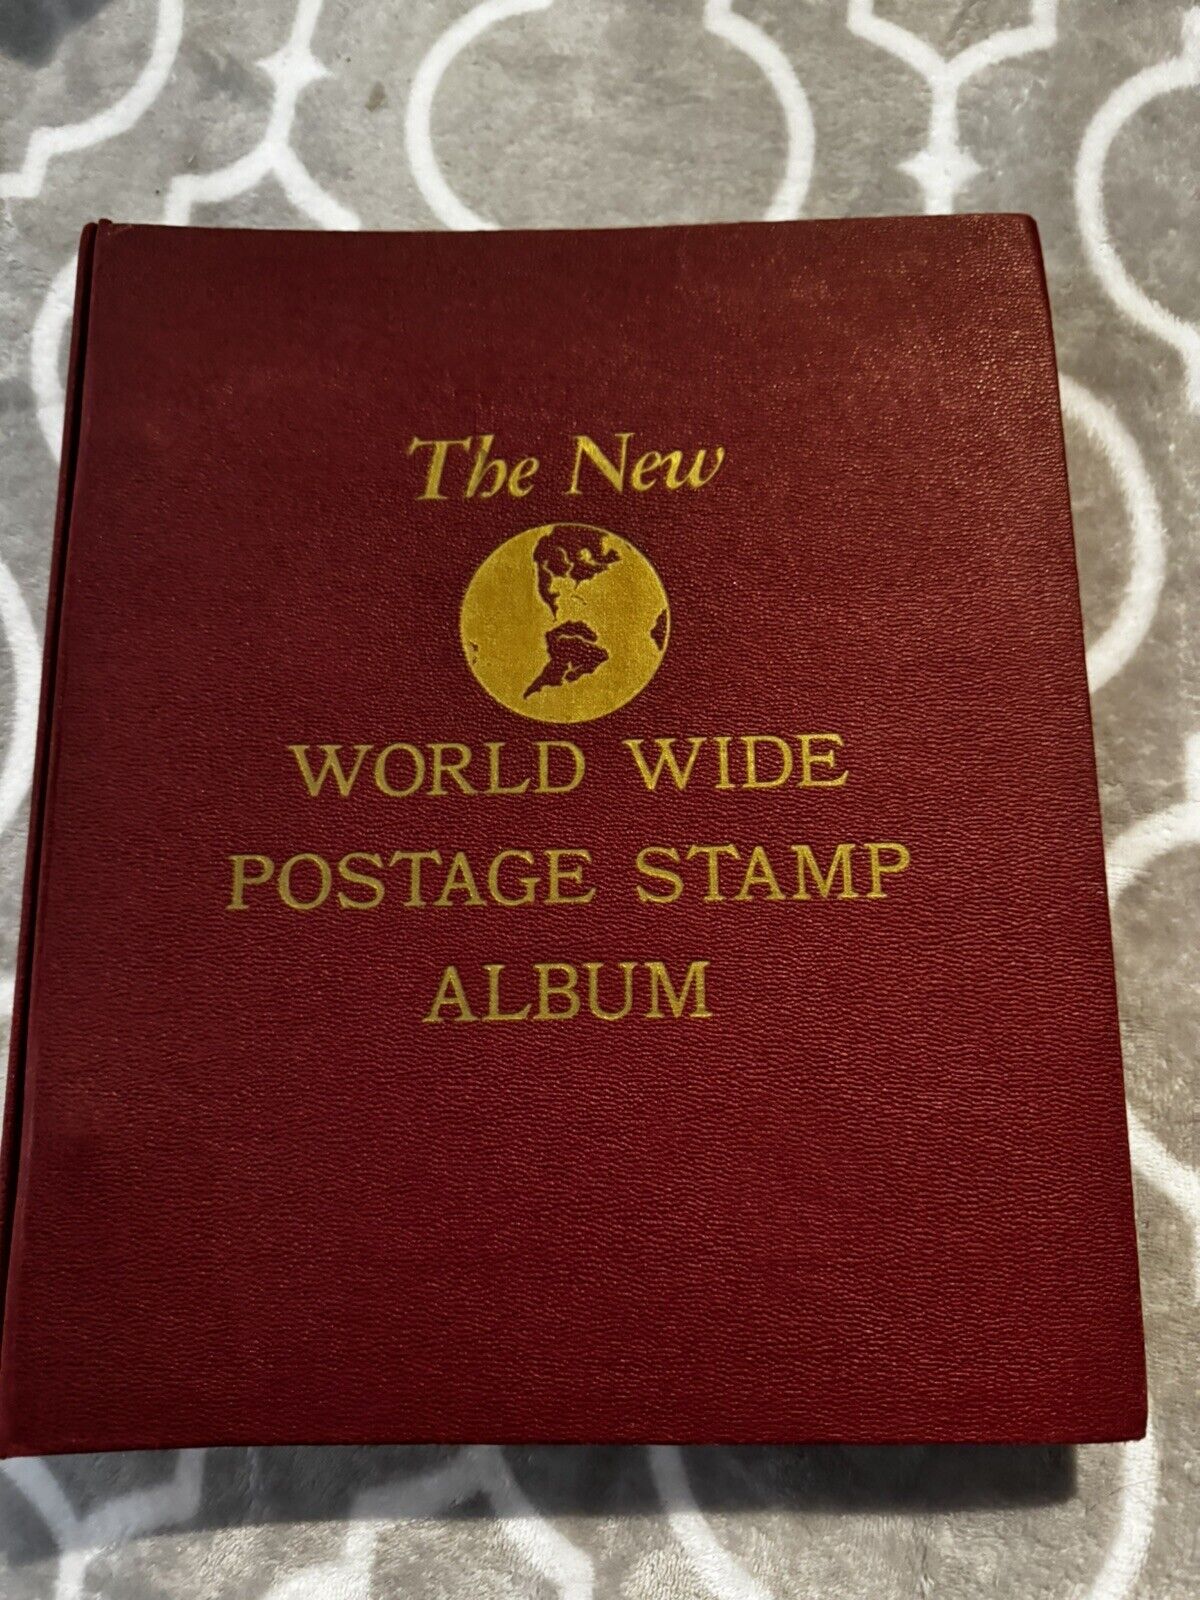 The New
WORLD WIDE
POSTAGE STAMP
ALBUM